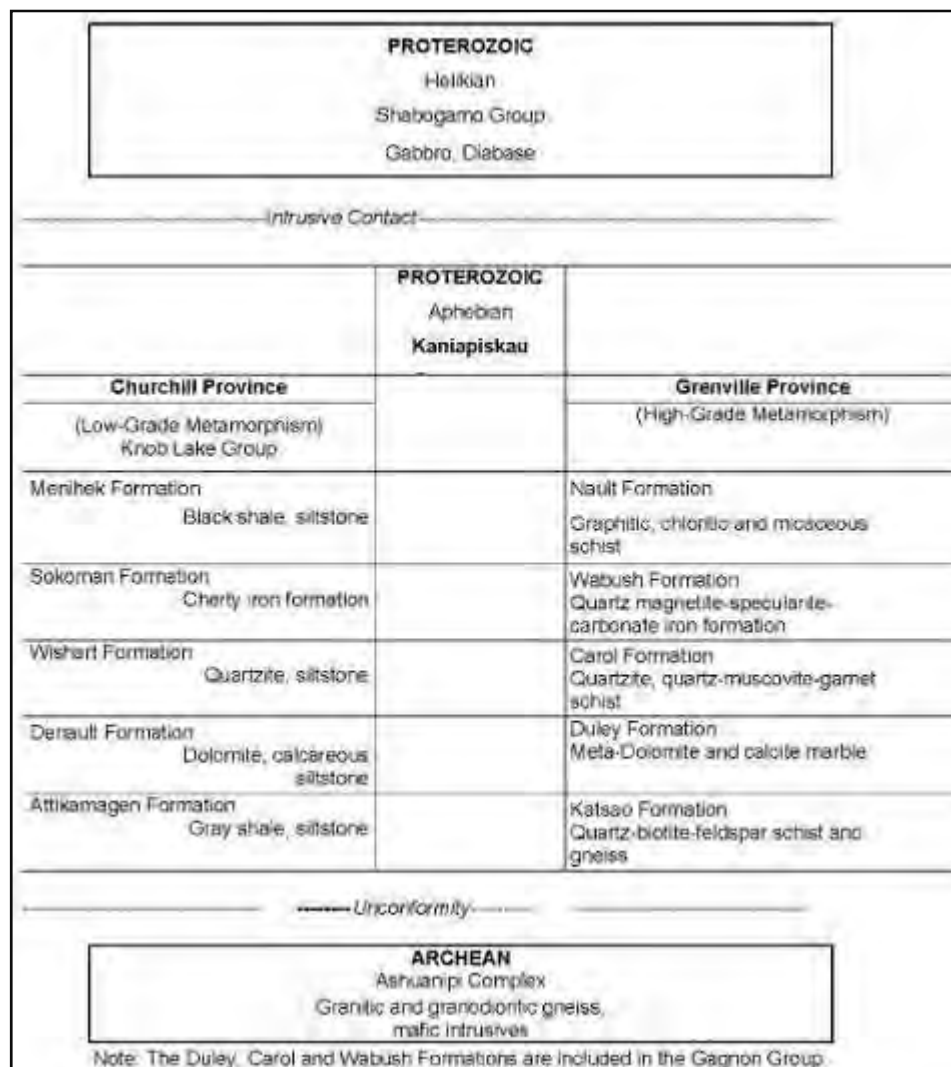 PROTEROZOIC
Helikian
Shabogamo Group
Gabbro, Diabase
Intrusive Contact
PROTEROZOIC
Aphebian
Kaniapiskau
Churchill Province
(Low-Grade Metamorphism)
Knob Lake Group
Grenville Province
(High-Grade Metamorphism)
Menihek Formation
Black shale, siltstone
Nault Formation
Graphitic, chloritic and micaceous
schist
Sokoman Formation
Cherty iron formation
Wabush Formation
Quartz magnetite-specularite-
carbonate iron formation
Wishart Formation
Quartzite, siltstone
Carol Formation
Quartzite, quartz-muscovite-garnet
schist
Denault Formation
Dolomite, calcareous
siltstone
Duley Formation
Meta-Dolomite and calcite marble
Attikamagen Formation
Gray shale, siltstone
Katsao Formation
Quartz-biotite-feldspar schist and
gneiss
Unconformity
ARCHEAN
Ashuanipi Complex
Granitic and granodioritic gneiss,
mafic intrusives
Note: The Duley, Carol and Wabush Formations are included in the Gagnon Group